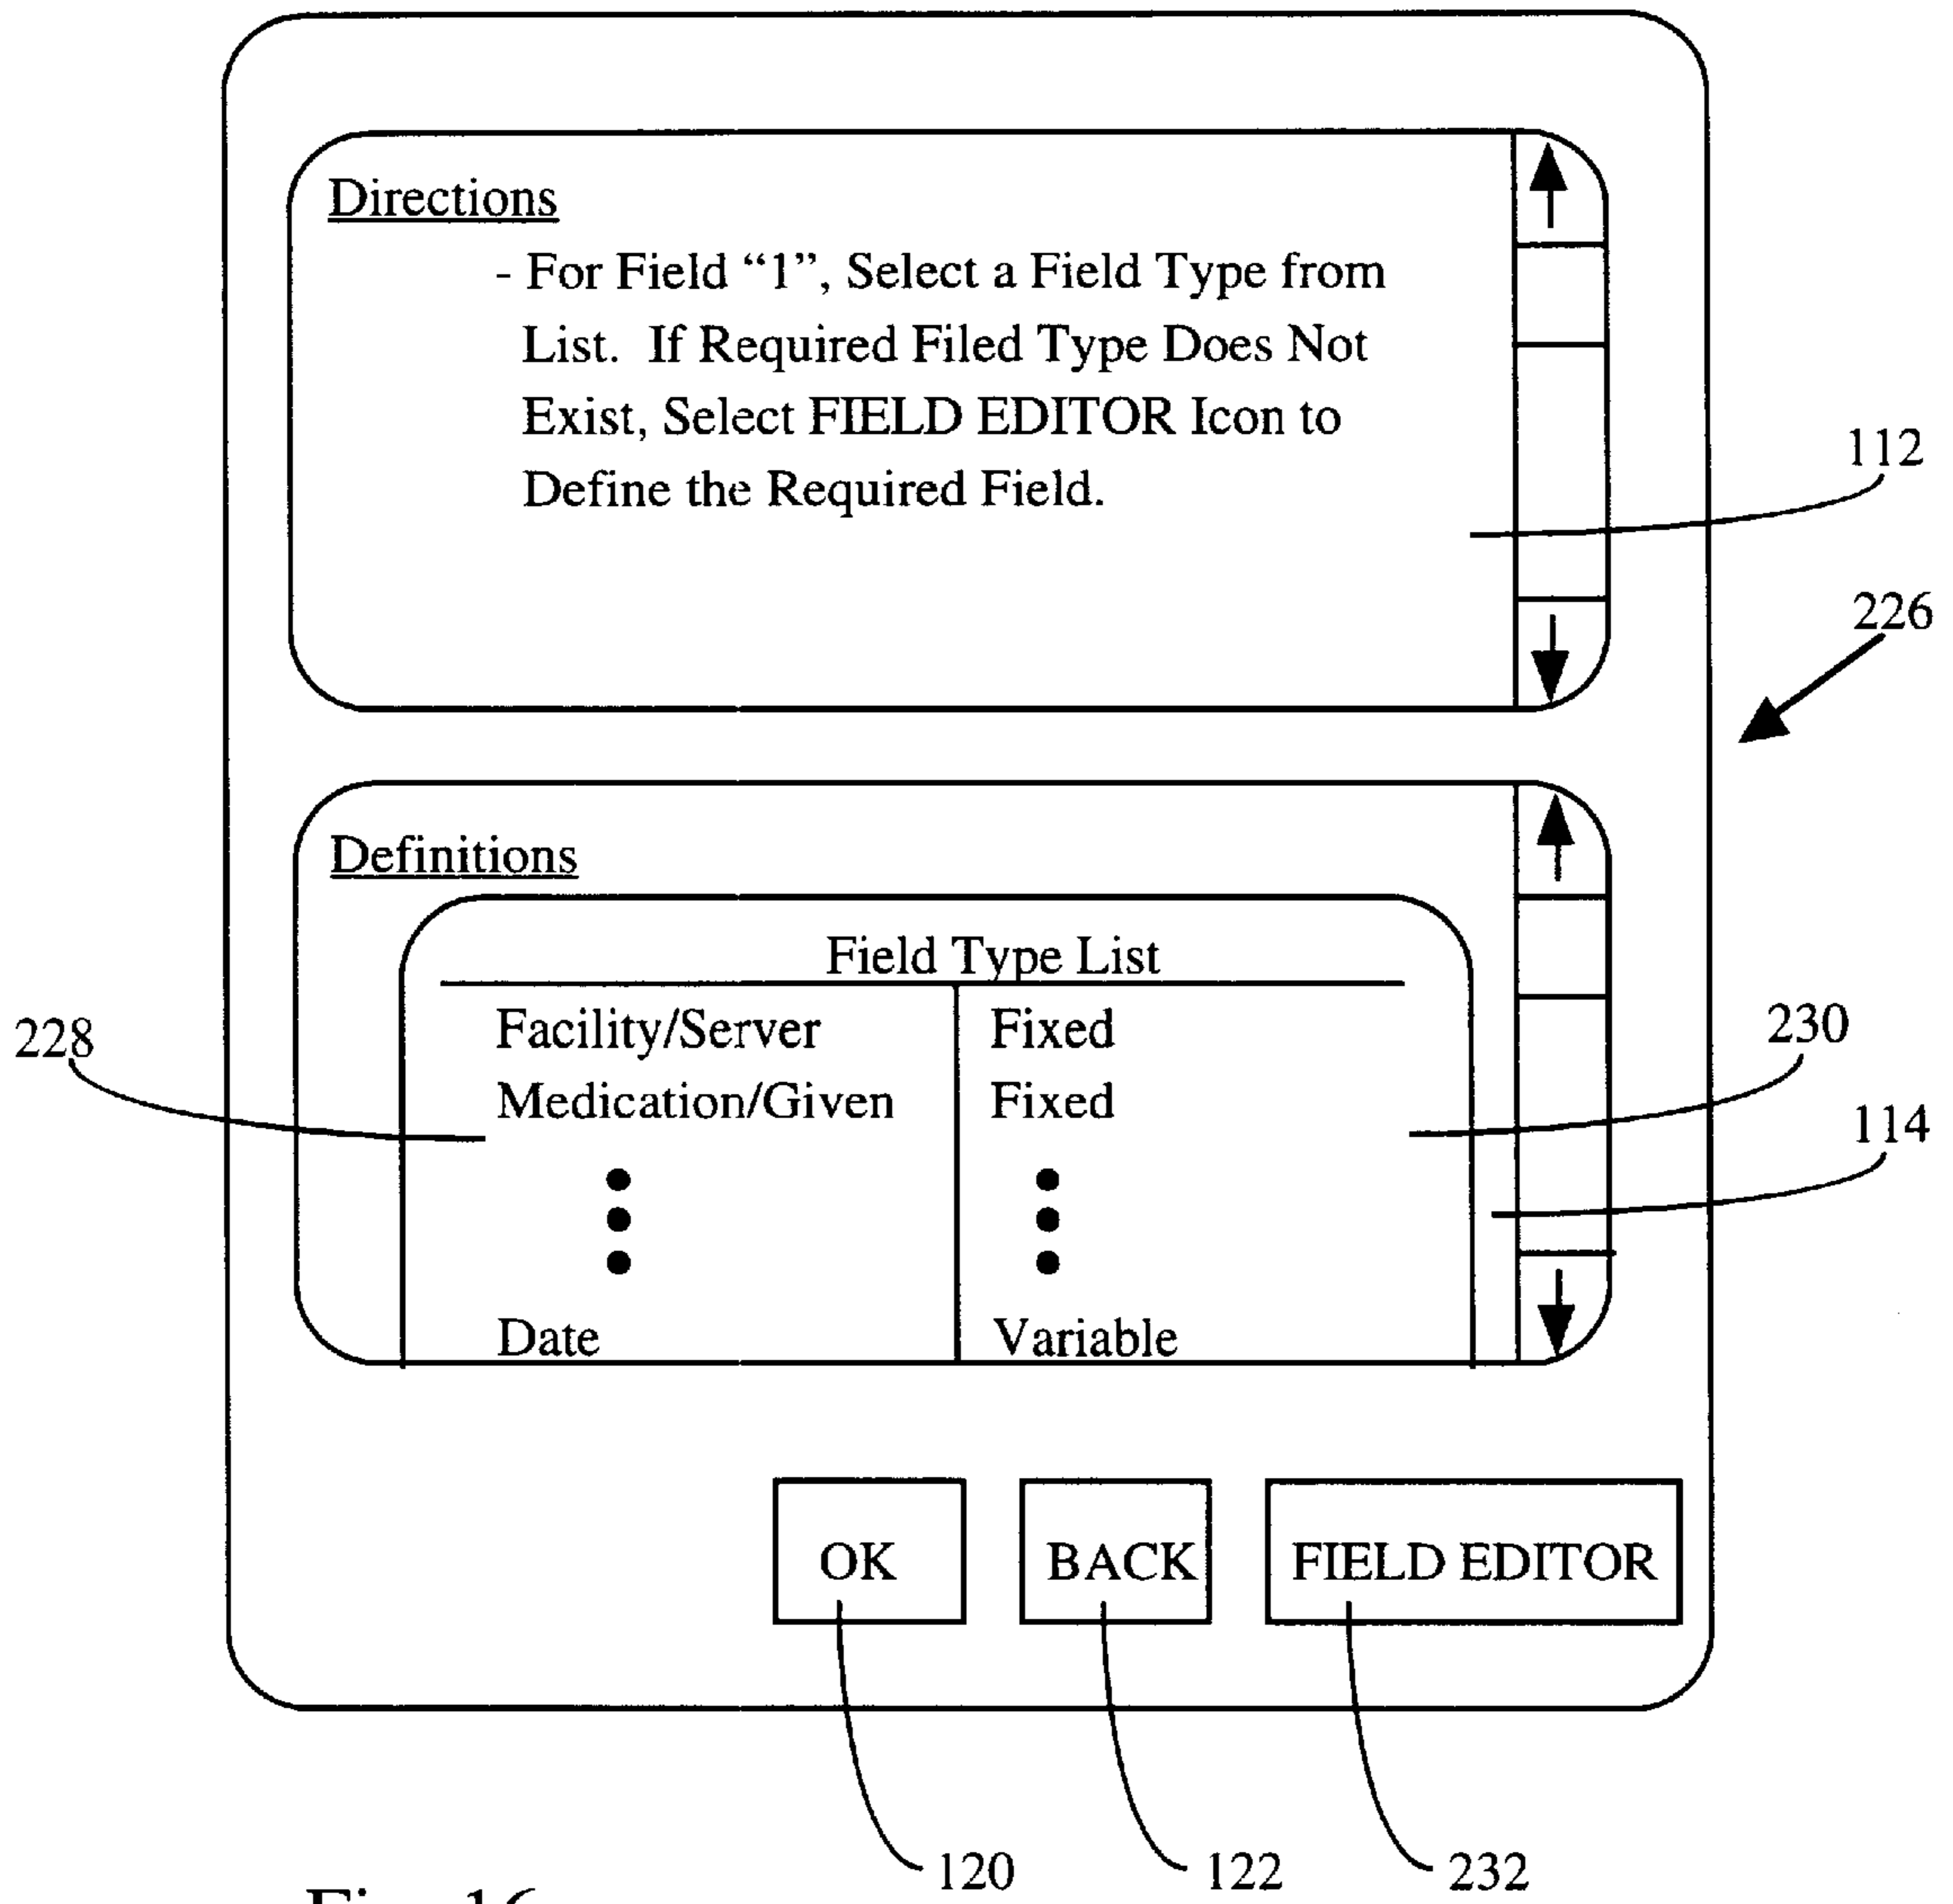 Directions
- For Field “1”, Select a Field Type from
List. If Required Filed Type Does Not
Exist, Select FIELD EDITOR Icon to
Define the Required Field.
112
226
Definitions
Field Type List
Facility/Server Fixed
Medication/Given Fixed
Date Variable
228
230
114
OK BACK FIELD EDITOR
120 122 232
Fig. 16